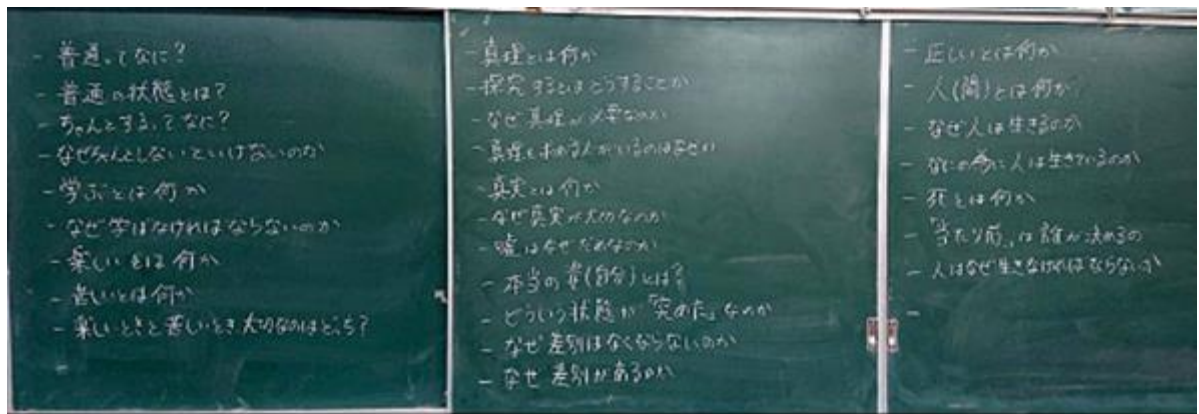 - 普通ってなに?
- 普通の状態とは?
- ちゃんとするってなに?
- なぜちゃんとしないといけないのか
- 学ぶとは何か
- なぜ学ばなければならないのか
- 楽しいとは何か
- 苦しいとは何か
- 楽しいときと苦しいとき大切なのはどっち?
- 真理とは何か
- 探究するとはどうすることか
- なぜ真理が必要なのか
- 真理を求める人がいるのはなぜか
- 真実とは何か
- なぜ真実が大切なのか
- 嘘はなぜだめなのか
- 本当の姿(自分)とは?
- どういう状態が「究めた」なのか
- なぜ差別はなくならないのか
- なぜ差別があるのか
- 正しいとは何か
- 人(間)とは何か
- なぜ人は生きるのか
- なにの為に人は生きているのか
- 死とは何か
- 「当たり前」は誰が決めるの
- 人はなぜ生きなければならないか
-